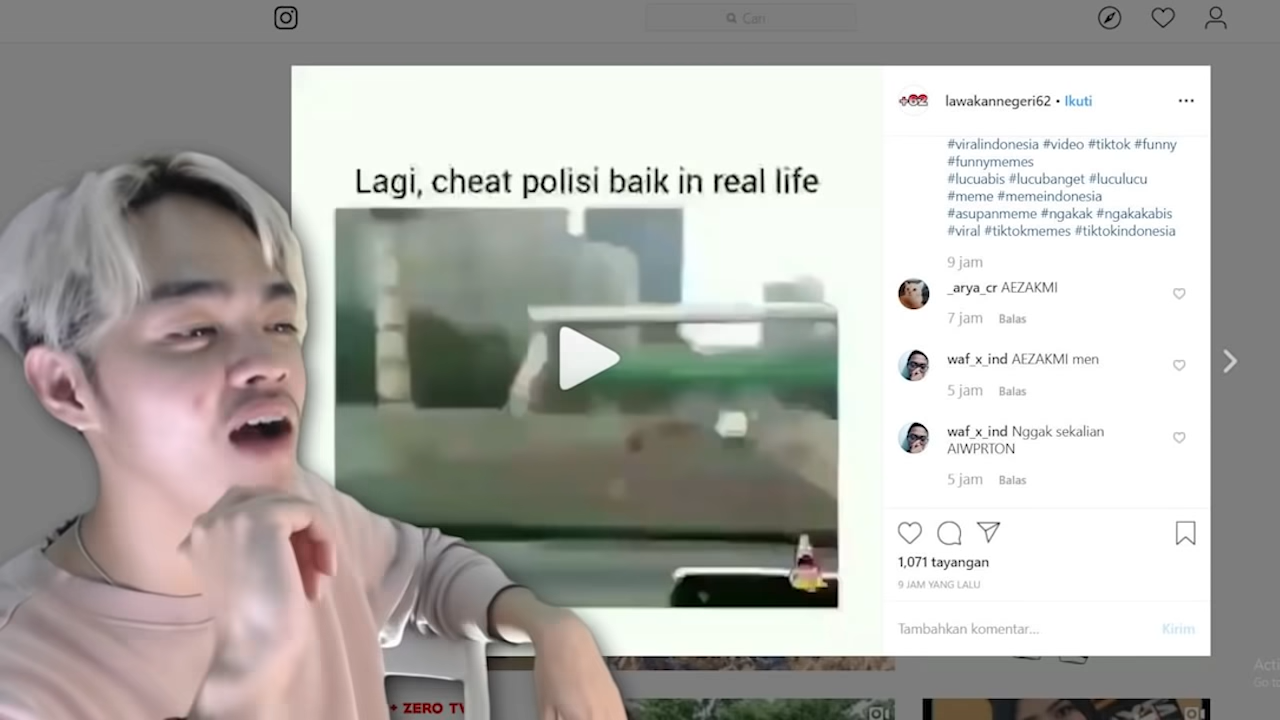 Cari
+62 lawakannegeri62 • Ikuti
#viralindonesia #video #tiktok #funny
#funnymemes
#lucuabis #lucubanget #luculucu
#meme #memeindonesia
#asupanmeme #ngakak #ngakakabis
#viral #tiktokmemes #tiktokindonesia
9 jam
Lagi, cheat polisi baik in real life
_arya_cr AEZAKMI
7 jam Balas
waf_x_ind AEZAKMI men
5 jam Balas
waf_x_ind Nggak sekalian
AIWPRTON
5 jam Balas
1,071 tayangan
9 JAM YANG LALU
Tambahkan komentar... Kirim
+ ZERO